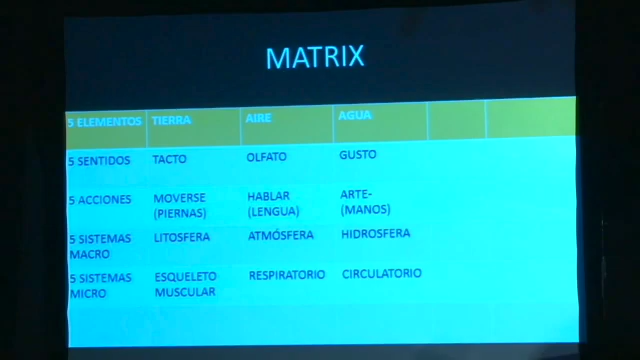 MATRIX
5 ELEMENTOS TIERRA AIRE AGUA
5 SENTIDOS TACTO OLFATO GUSTO
5 ACCIONES MOVERSE (PIERNAS) HABLAR (LENGUA) ARTE- (MANOS)
5 SISTEMAS MACRO LITOSFERA ATMÓSFERA HIDROSFERA
5 SISTEMAS MICRO ESQUELETO MUSCULAR RESPIRATORIO CIRCULATORIO